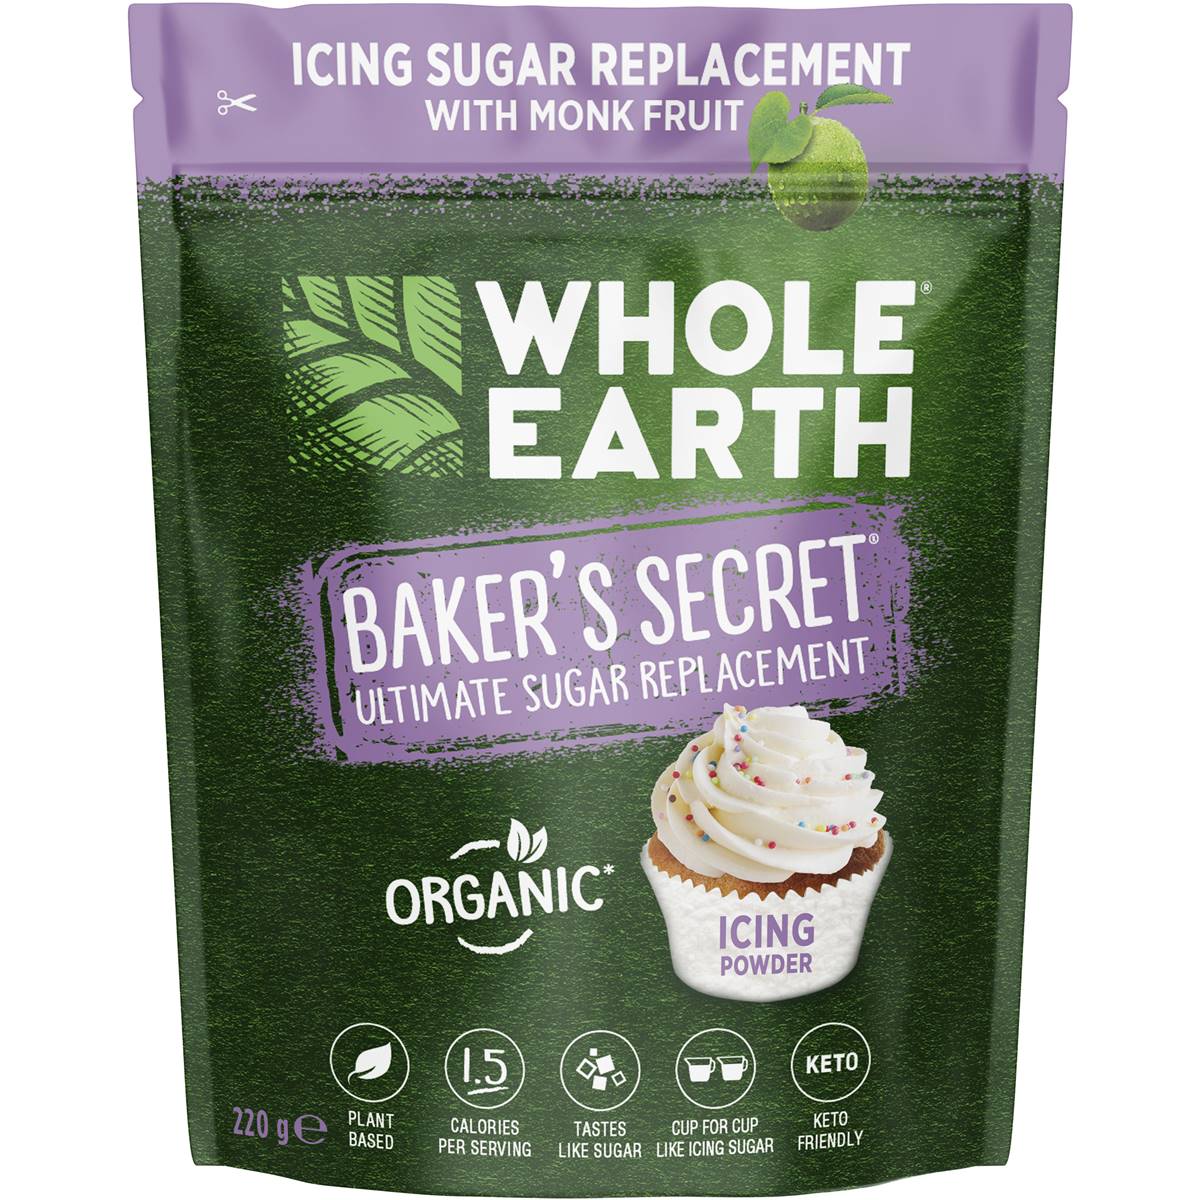 ICING SUGAR REPLACEMENT
WITH MONK FRUIT
WHOLE
EARTH®
BAKER'S SECRET®
ULTIMATE SUGAR REPLACEMENT
ORGANIC*
ICING
POWDER
1.5
KETO
220 g℮
PLANT
BASED
CALORIES
PER SERVING
TASTES
LIKE SUGAR
CUP FOR CUP
LIKE ICING SUGAR
KETO
FRIENDLY